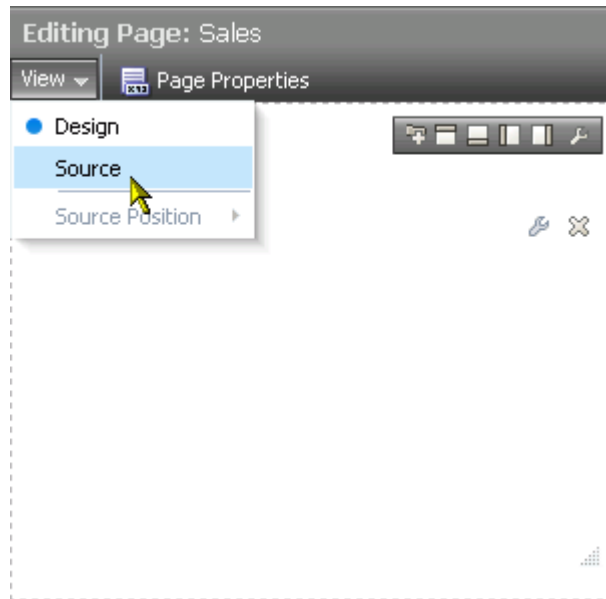 Editing Page: Sales
View Page Properties
Design
Source
Source Position